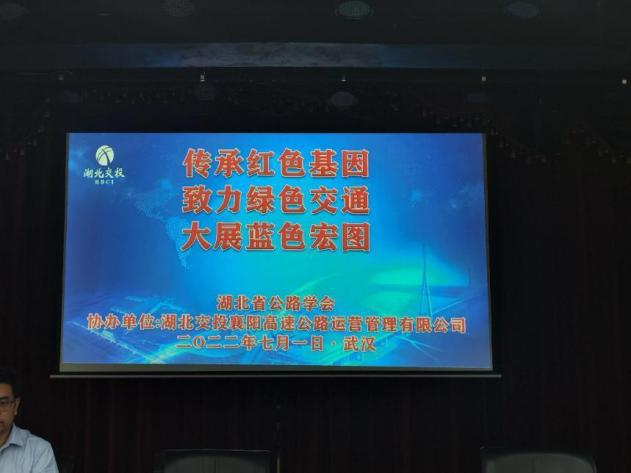 湖北交投
HBCI
传承红色基因
致力绿色交通
大展蓝色宏图
湖北省公路学会
协办单位:湖北交投襄阳高速公路运营管理有限公司
二〇二二年七月一日·武汉